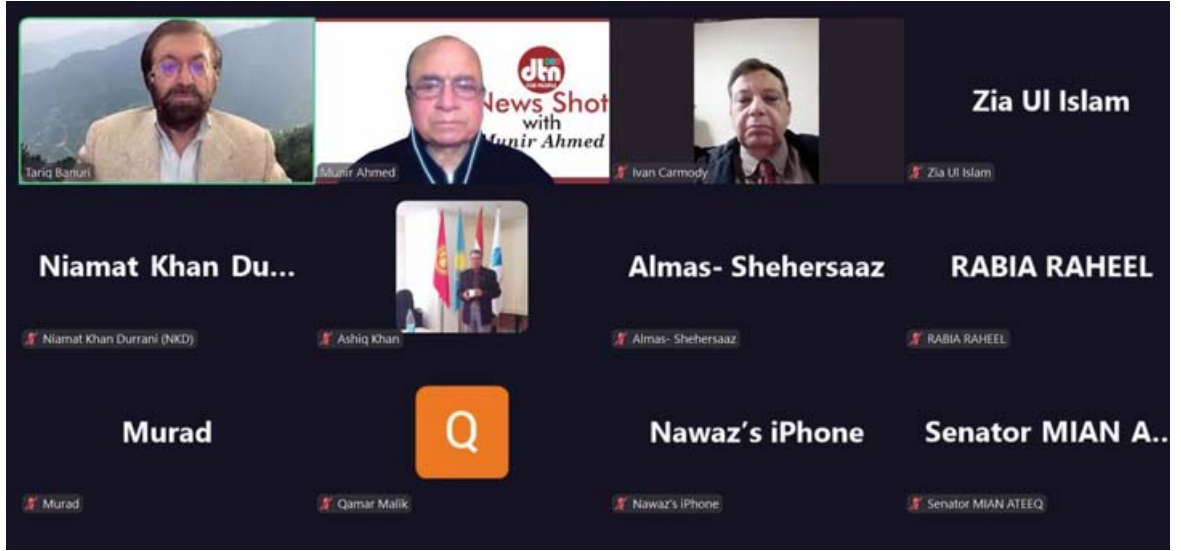 Tariq Banuri
dtn
FOR PEOPLE
News Shot
with
Munir Ahmed
Munir Ahmed
Ivan Carmody
Zia Ul Islam
Zia Ul Islam
Niamat Khan Du...
Niamat Khan Durrani (NKD)
Ashiq Khan
Almas- Shehersaaz
Almas- Shehersaaz
RABIA RAHEEL
RABIA RAHEEL
Murad
Murad
Q
Qamar Malik
Nawaz's iPhone
Nawaz's iPhone
Senator MIAN A..
Senator MIAN ATEEQ